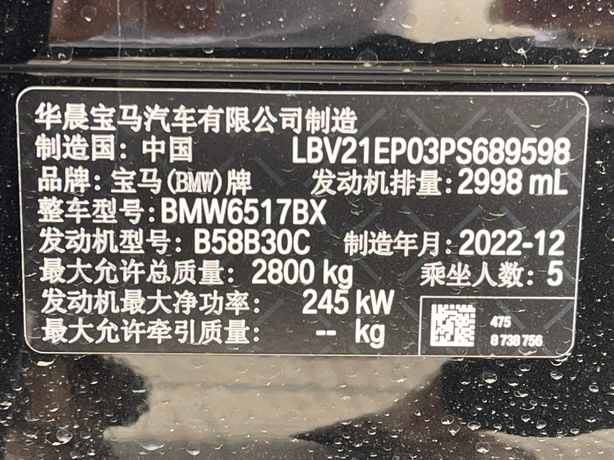 华晨宝马汽车有限公司制造
制造国：中国 LBV21EP03PS689598
品牌：宝马(BMW)牌 发动机排量：2998 mL
整车型号：BMW6517BX
发动机型号：B58B30C 制造年月：2022-12
最大允许总质量：2800 kg 乘坐人数：5
发动机最大净功率： 245 kW
最大允许牵引质量： -- kg
475
8 738 756